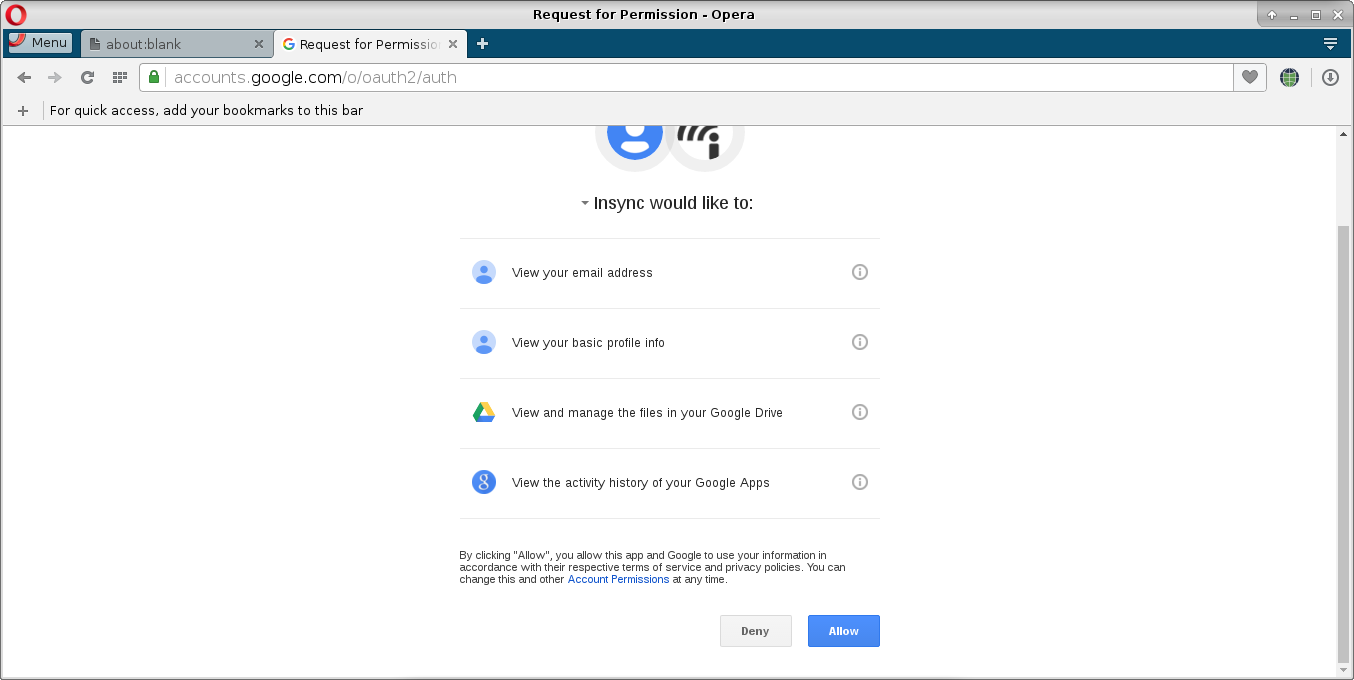 Request for Permission - Opera
Menu
about:blank
Request for Permissio
accounts.google.com/o/oauth2/auth
For quick access, add your bookmarks to this bar
Insync would like to:
View your email address
View your basic profile info
View and manage the files in your Google Drive
View the activity history of your Google Apps
By clicking "Allow", you allow this app and Google to use your information in
accordance with their respective terms of service and privacy policies. You can
change this and other Account Permissions at any time.
Deny
Allow